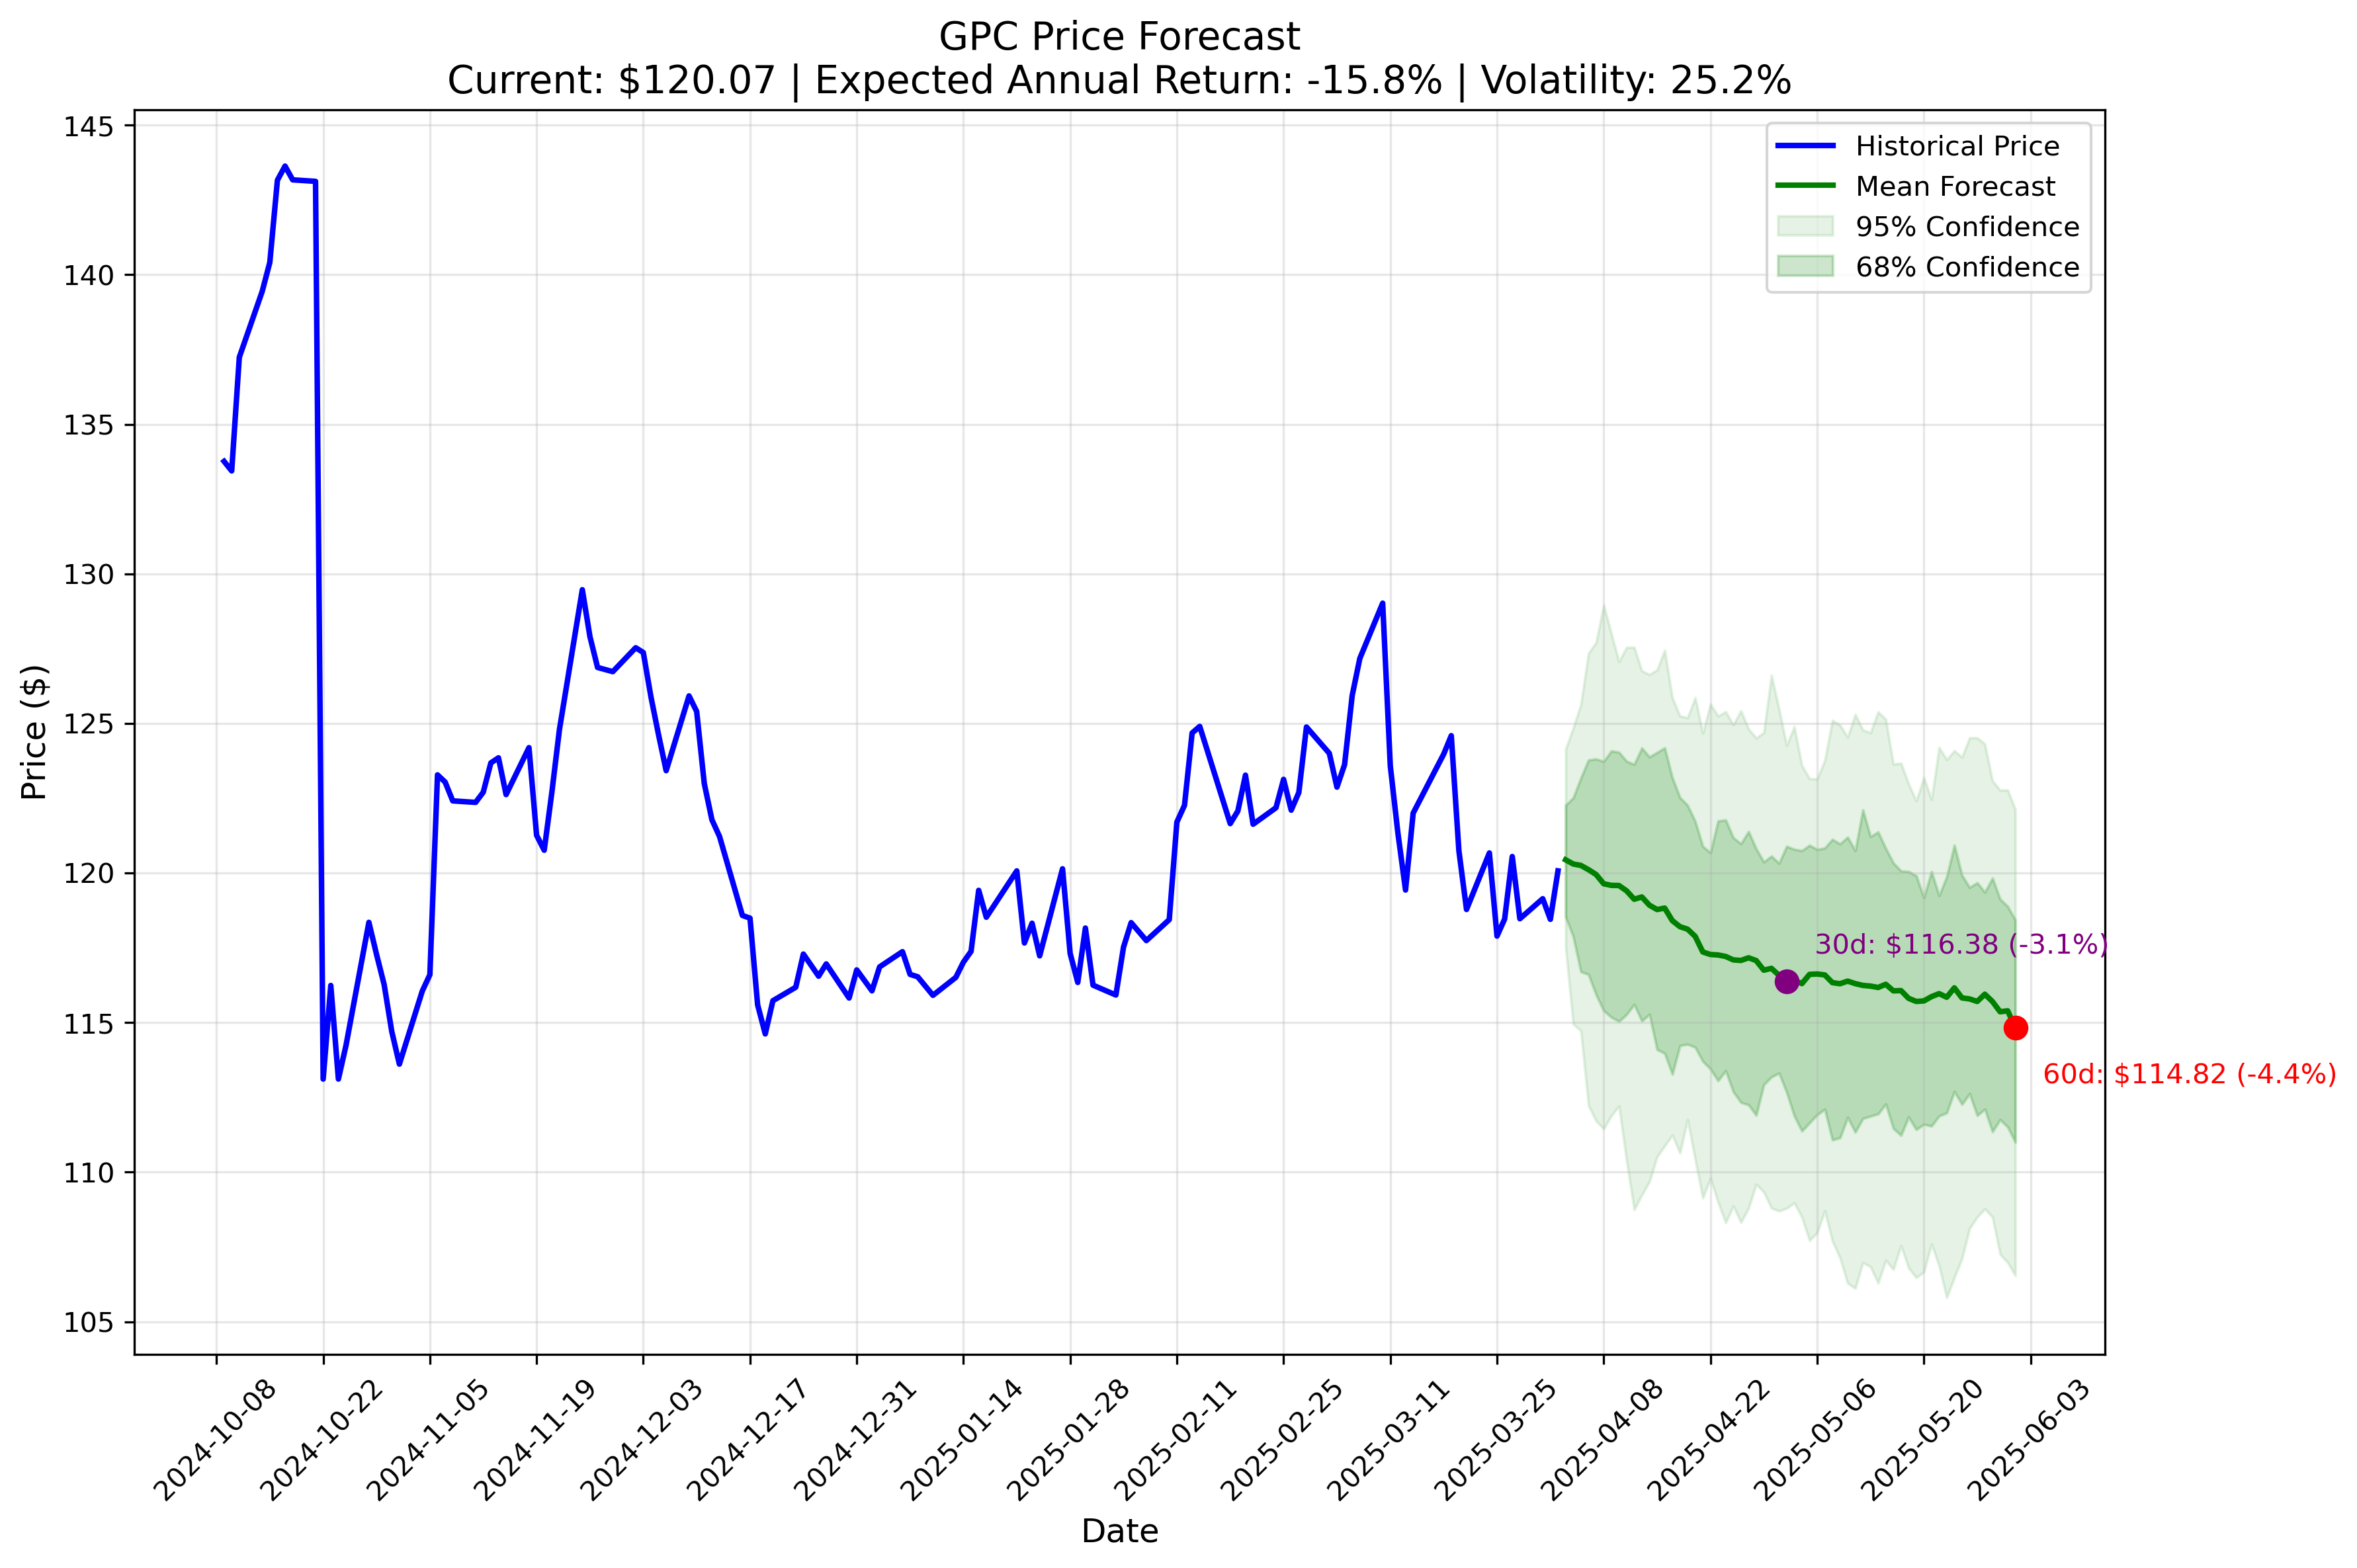 GPC Price Forecast
Current: $120.07 | Expected Annual Return: -15.8% | Volatility: 25.2%
Price ($)
145
140
135
130
125
120
115
110
105
Historical Price
Mean Forecast
95% Confidence
68% Confidence
30d: $116.38 (-3.1%)
60d: $114.82 (-4.4%)
2024-10-08
2024-10-22
2024-11-05
2024-11-19
2024-12-03
2024-12-17
2024-12-31
2025-01-14
2025-01-28
2025-02-11
2025-02-25
2025-03-11
2025-03-25
2025-04-08
2025-04-22
2025-05-06
2025-05-20
2025-06-03
Date